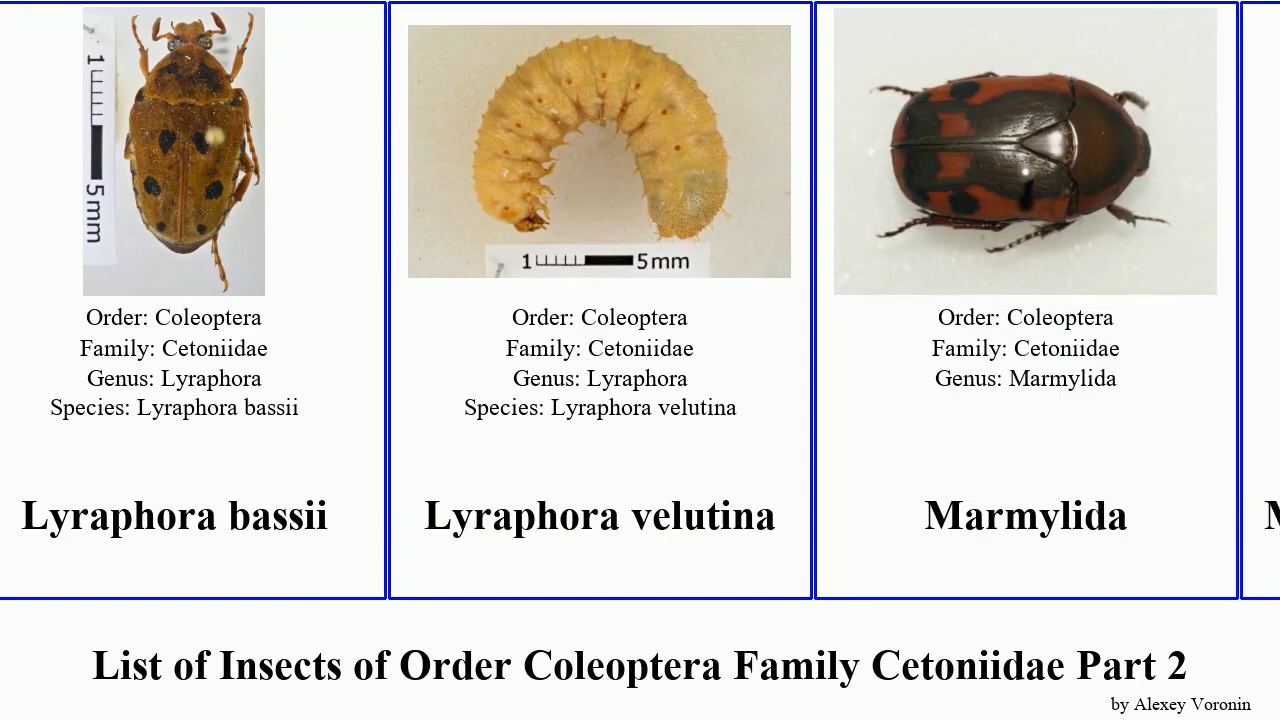 1
5mm
Order: Coleoptera
Family: Cetoniidae
Genus: Lyraphora
Species: Lyraphora bassii
Lyraphora bassii
1 5mm
Order: Coleoptera
Family: Cetoniidae
Genus: Lyraphora
Species: Lyraphora velutina
Lyraphora velutina
Order: Coleoptera
Family: Cetoniidae
Genus: Marmylida
Marmylida
List of Insects of Order Coleoptera Family Cetoniidae Part 2
by Alexey Voronin